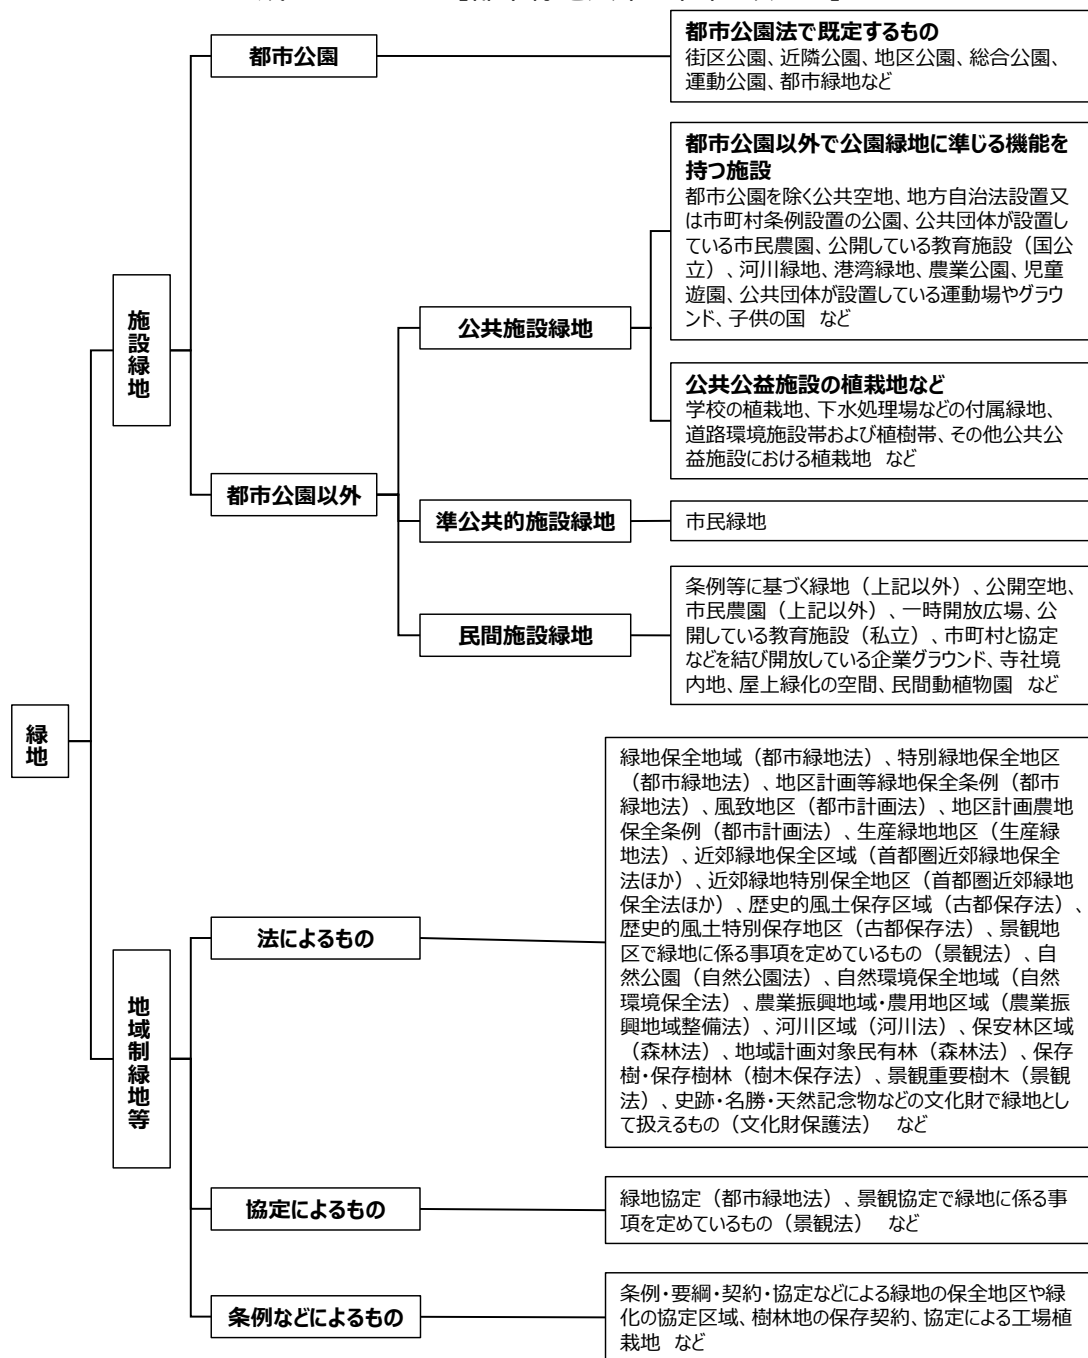 緑地
施設緑地
都市公園
都市公園法で既定するもの
街区公園、近隣公園、地区公園、総合公園、
運動公園、都市緑地など
都市公園以外
公共施設緑地
都市公園以外で公園緑地に準じる機能を
持つ施設
都市公園を除く公共空地、地方自治法設置又
は市町村条例設置の公園、公共団体が設置し
ている市民農園、公開している教育施設（国公
立）、河川緑地、港湾緑地、農業公園、児童
遊園、公共団体が設置している運動場やグラウ
ンド、子供の国 など
公共公益施設の植栽地など
学校の植栽地、下水処理場などの付属緑地、
道路環境施設帯および植樹帯、その他公共公
益施設における植栽地 など
準公共的施設緑地
市民緑地
民間施設緑地
条例等に基づく緑地（上記以外）、公開空地、
市民農園（上記以外）、一時開放広場、公
開している教育施設（私立）、市町村と協定
などを結び開放している企業グラウンド、寺社境
内地、屋上緑化の空間、民間動植物園 など
地域制緑地等
法によるもの
緑地保全地域（都市緑地法）、特別緑地保全地区
（都市緑地法）、地区計画等緑地保全条例（都市
緑地法）、風致地区（都市計画法）、地区計画農地
保全条例（都市計画法）、生産緑地地区（生産緑
地法）、近郊緑地保全区域（首都圏近郊緑地保全
法ほか）、近郊緑地特別保全地区（首都圏近郊緑地
保全法ほか）、歴史的風土保存区域（古都保存法）、
歴史的風土特別保存地区（古都保存法）、景観地
区で緑地に係る事項を定めているもの（景観法）、自
然公園（自然公園法）、自然環境保全地域（自然
環境保全法）、農業振興地域・農用地区域（農業振
興地域整備法）、河川区域（河川法）、保安林区域
（森林法）、地域計画対象民有林（森林法）、保存
樹・保存樹林（樹木保存法）、景観重要樹木（景観
法）、史跡・名勝・天然記念物などの文化財で緑地とし
て扱えるもの（文化財保護法） など
協定によるもの
緑地協定（都市緑地法）、景観協定で緑地に係る事
項を定めているもの（景観法） など
条例などによるもの
条例・要綱・契約・協定などによる緑地の保全地区や緑
化の協定区域、樹林地の保存契約、協定による工場植
栽地 など